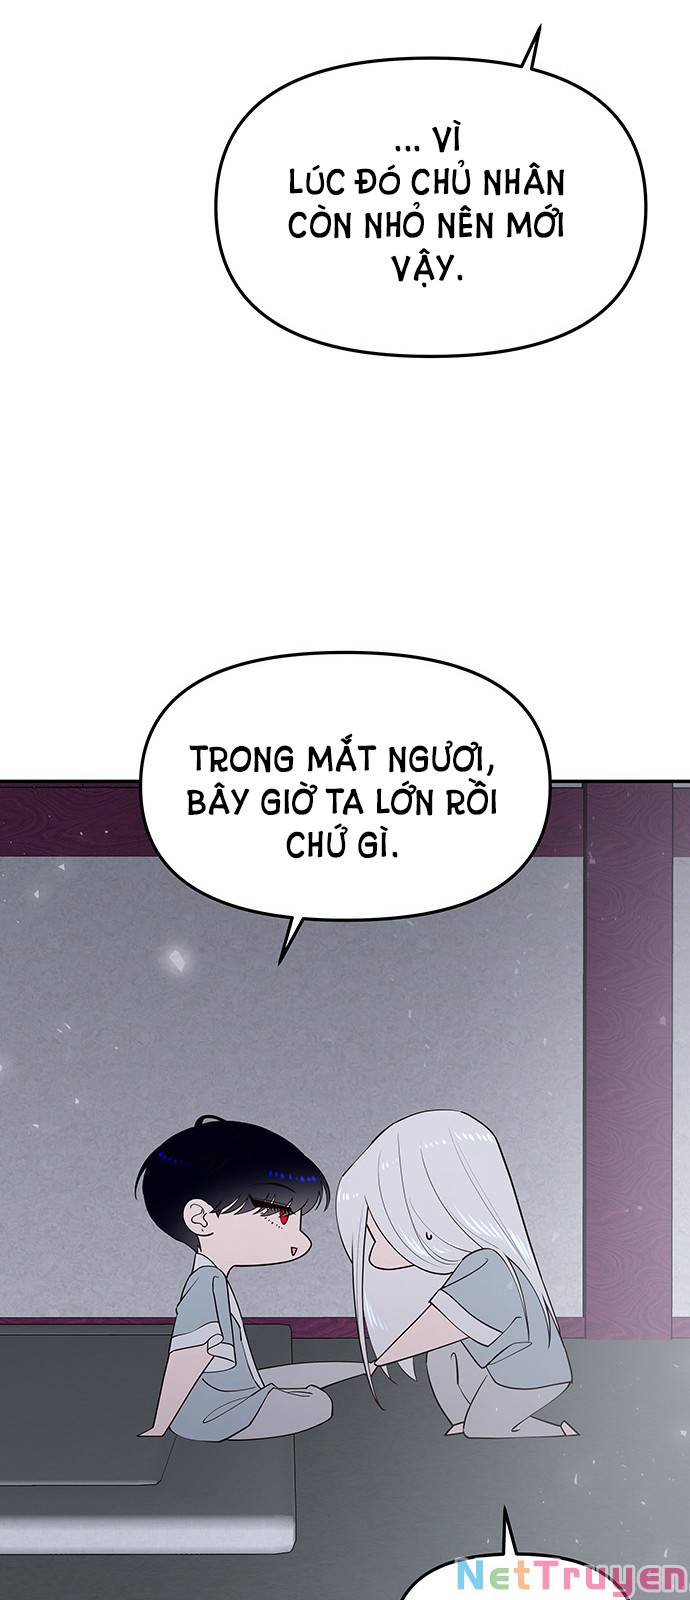 ... VÌ
LÚC ĐÓ CHỦ NHÂN
CÒN NHỎ NÊN MỚI
VẬY.
TRONG MẮT NGƯƠI,
BÂY GIỜ TA LỚN RỒI
CHỨ GÌ.
NetTruyen